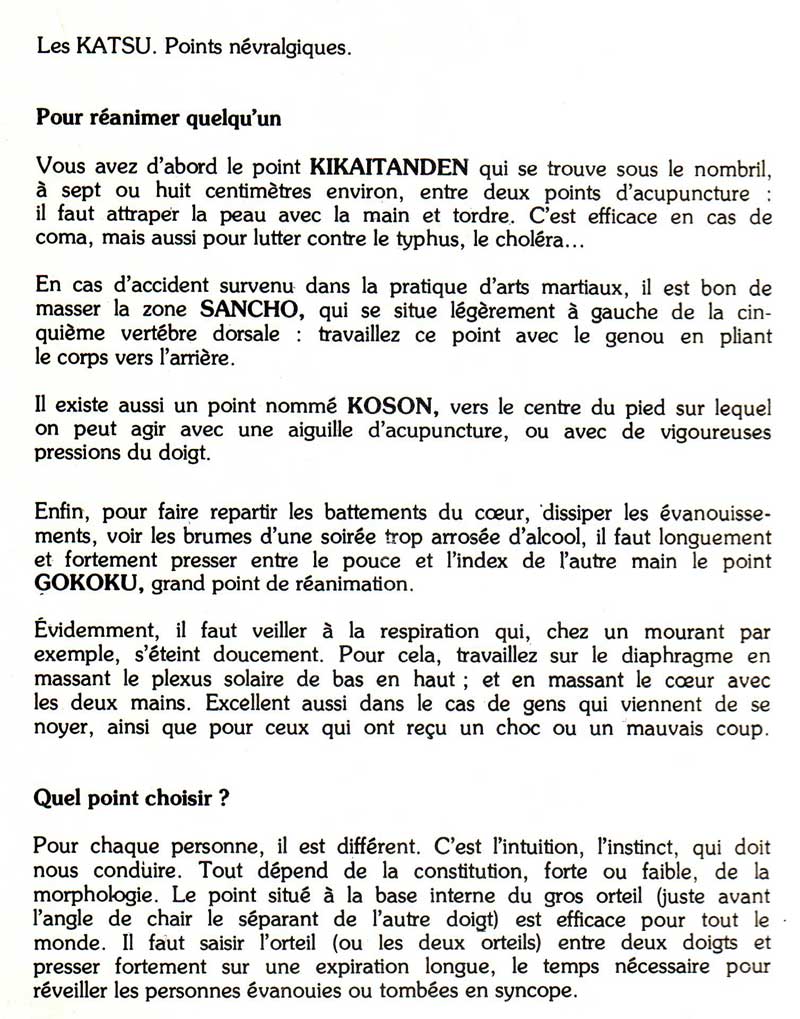 Les KATSU. Points névralgiques.
Pour réanimer quelqu'un
Vous avez d'abord le point KIKAITANDEN qui se trouve sous le nombril,
à sept ou huit centimètres environ, entre deux points d'acupuncture :
il faut attraper la peau avec la main et tordre. C'est efficace en cas de
coma, mais aussi pour lutter contre le typhus, le choléra...
En cas d'accident survenu dans la pratique d'arts martiaux, il est bon de
masser la zone SANCHO, qui se situe légèrement à gauche de la cin-
quième vertébre dorsale : travaillez ce point avec le genou en pliant
le corps vers l'arrière.
Il existe aussi un point nommé KOSON, vers le centre du pied sur lequel
on peut agir avec une aiguille d'acupuncture, ou avec de vigoureuses
pressions du doigt.
Enfin, pour faire repartir les battements du cœur, dissiper les évanouisse-
ments, voir les brumes d'une soirée trop arrosée d'alcool, il faut longuement
et fortement presser entre le pouce et l'index de l'autre main le point
GOKOKU, grand point de réanimation.
Évidemment, il faut veiller à la respiration qui, chez un mourant par
exemple, s'éteint doucement. Pour cela, travaillez sur le diaphragme en
massant le plexus solaire de bas en haut ; et en massant le cœur avec
les deux mains. Excellent aussi dans le cas de gens qui viennent de se
noyer, ainsi que pour ceux qui ont reçu un choc ou un mauvais coup.
Quel point choisir ?
Pour chaque personne, il est différent. C'est l'intuition, l'instinct, qui doit
nous conduire. Tout dépend de la constitution, forte ou faible, de la
morphologie. Le point situé à la base interne du gros orteil (juste avant
l'angle de chair le séparant de l'autre doigt) est efficace pour tout le
monde. Il faut saisir l'orteil (ou les deux orteils) entre deux doigts et
presser fortement sur une expiration longue, le temps nécessaire pour
réveiller les personnes évanouies ou tombées en syncope.